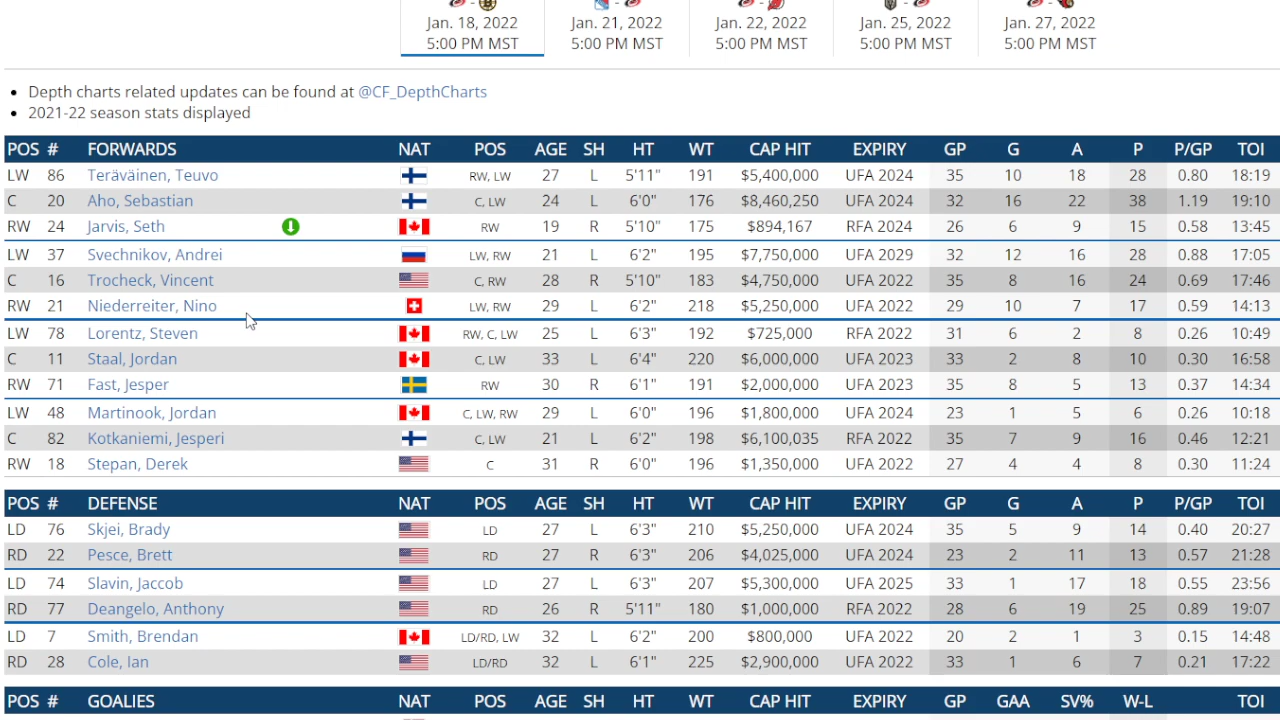 Jan. 18, 2022 Jan. 21, 2022 Jan. 22, 2022 Jan. 25, 2022 Jan. 27, 2022
5:00 PM MST 5:00 PM MST 5:00 PM MST 5:00 PM MST 5:00 PM MST
• Depth charts related updates can be found at @CF_DepthCharts
• 2021-22 season stats displayed
POS # FORWARDS NAT POS AGE SH HT WT CAP HIT EXPIRY GP G A P P/GP TOI
LW 86 Teräväinen, Teuvo RW, LW 27 L 5'11" 191 $5,400,000 UFA 2024 35 10 18 28 0.80 18:19
C 20 Aho, Sebastian C, LW 24 L 6'0" 176 $8,460,250 UFA 2024 32 16 22 38 1.19 19:10
RW 24 Jarvis, Seth RW 19 R 5'10" 175 $894,167 RFA 2024 26 6 9 15 0.58 13:45
LW 37 Svechnikov, Andrei LW, RW 21 L 6'2" 195 $7,750,000 UFA 2029 32 12 16 28 0.88 17:05
C 16 Trocheck, Vincent C, RW 28 R 5'10" 183 $4,750,000 UFA 2022 35 8 16 24 0.69 17:46
RW 21 Niederreiter, Nino LW, RW 29 L 6'2" 218 $5,250,000 UFA 2022 29 10 7 17 0.59 14:13
LW 78 Lorentz, Steven RW, C, LW 25 L 6'3" 192 $725,000 RFA 2022 31 6 2 8 0.26 10:49
C 11 Staal, Jordan C, LW 33 L 6'4" 220 $6,000,000 UFA 2023 33 2 8 10 0.30 16:58
RW 71 Fast, Jesper RW 30 R 6'1" 191 $2,000,000 UFA 2023 35 8 5 13 0.37 14:34
LW 48 Martinook, Jordan C, LW, RW 29 L 6'0" 196 $1,800,000 UFA 2024 23 1 5 6 0.26 10:18
C 82 Kotkaniemi, Jesperi C, LW 21 L 6'2" 198 $6,100,035 RFA 2022 35 7 9 16 0.46 12:21
RW 18 Stepan, Derek C 31 R 6'0" 196 $1,350,000 UFA 2022 27 4 4 8 0.30 11:24
POS # DEFENSE NAT POS AGE SH HT WT CAP HIT EXPIRY GP G A P P/GP TOI
LD 76 Skjei, Brady LD 27 L 6'3" 210 $5,250,000 UFA 2024 35 5 9 14 0.40 20:27
RD 22 Pesce, Brett RD 27 R 6'3" 206 $4,025,000 UFA 2024 23 2 11 13 0.57 21:23
LD 74 Slavin, Jaccob LD 27 L 6'3" 207 $5,300,000 UFA 2025 33 1 17 18 0.55 23:55
RD 77 Deangelo, Anthony RD 26 R 5'11" 180 $1,000,000 RFA 2022 28 6 19 25 0.89 19:07
LD 7 Smith, Brendan LD/RD, LW 32 L 6'2" 200 $800,000 UFA 2022 20 2 1 3 0.15 14:48
RD 28 Cole, Ian LD/RD 32 L 6'1" 225 $2,900,000 UFA 2022 33 1 6 7 0.21 17:22
POS # GOALIES NAT POS AGE SH HT WT CAP HIT EXPIRY GP GAA SV% W-L TOI